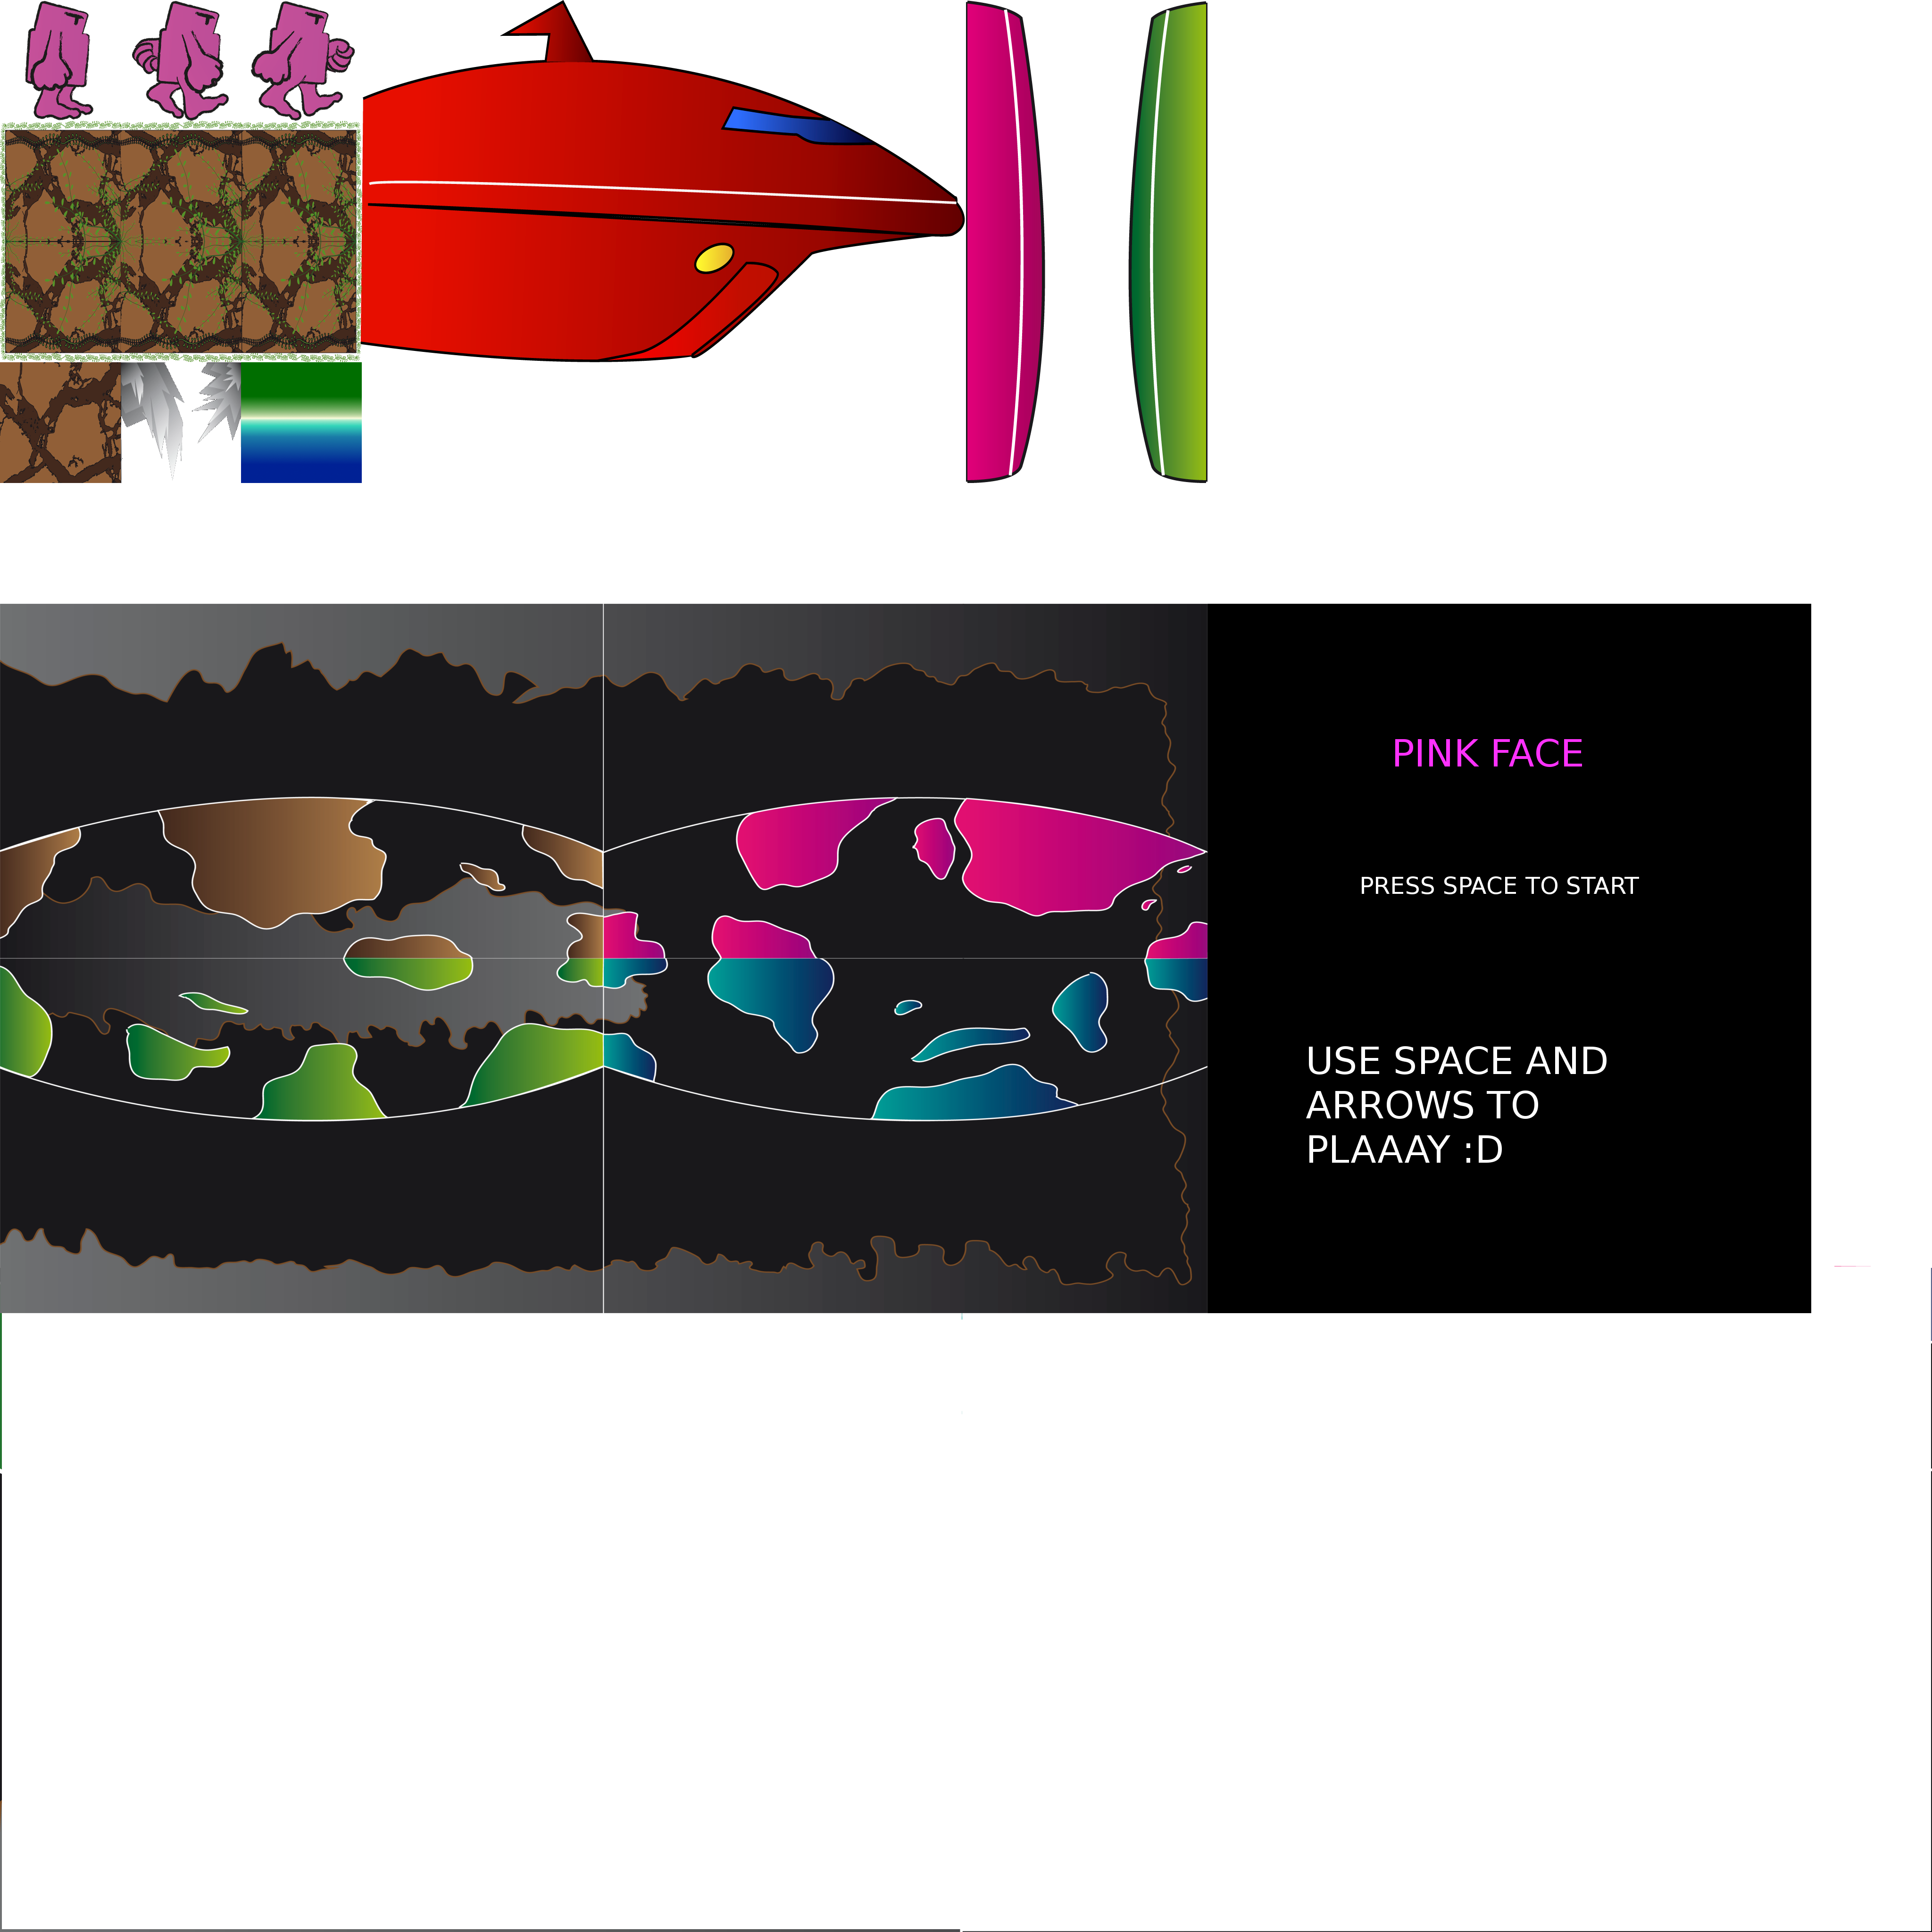 PINK FACE
PRESS SPACE TO START
USE SPACE AND
ARROWS TO
PLAAAY :D